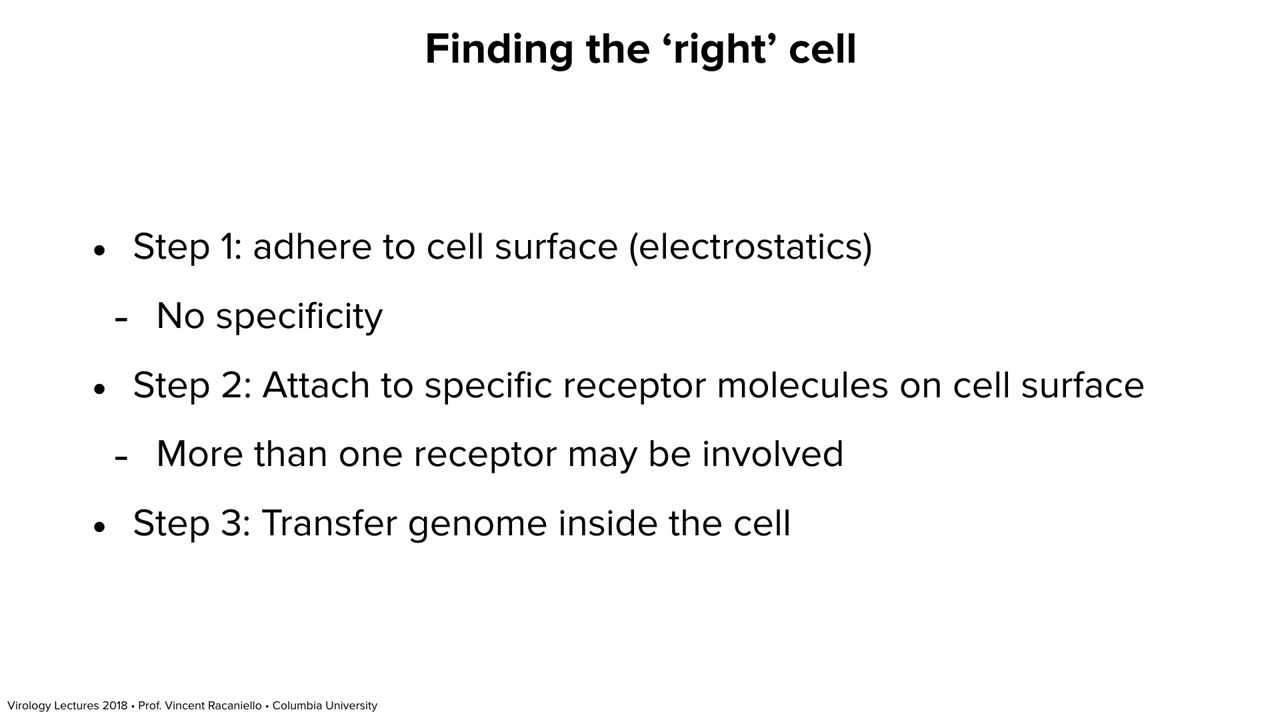 Finding the ‘right’ cell
• Step 1: adhere to cell surface (electrostatics)
- No specificity
• Step 2: Attach to specific receptor molecules on cell surface
- More than one receptor may be involved
• Step 3: Transfer genome inside the cell
Virology Lectures 2018 • Prof. Vincent Racaniello • Columbia University